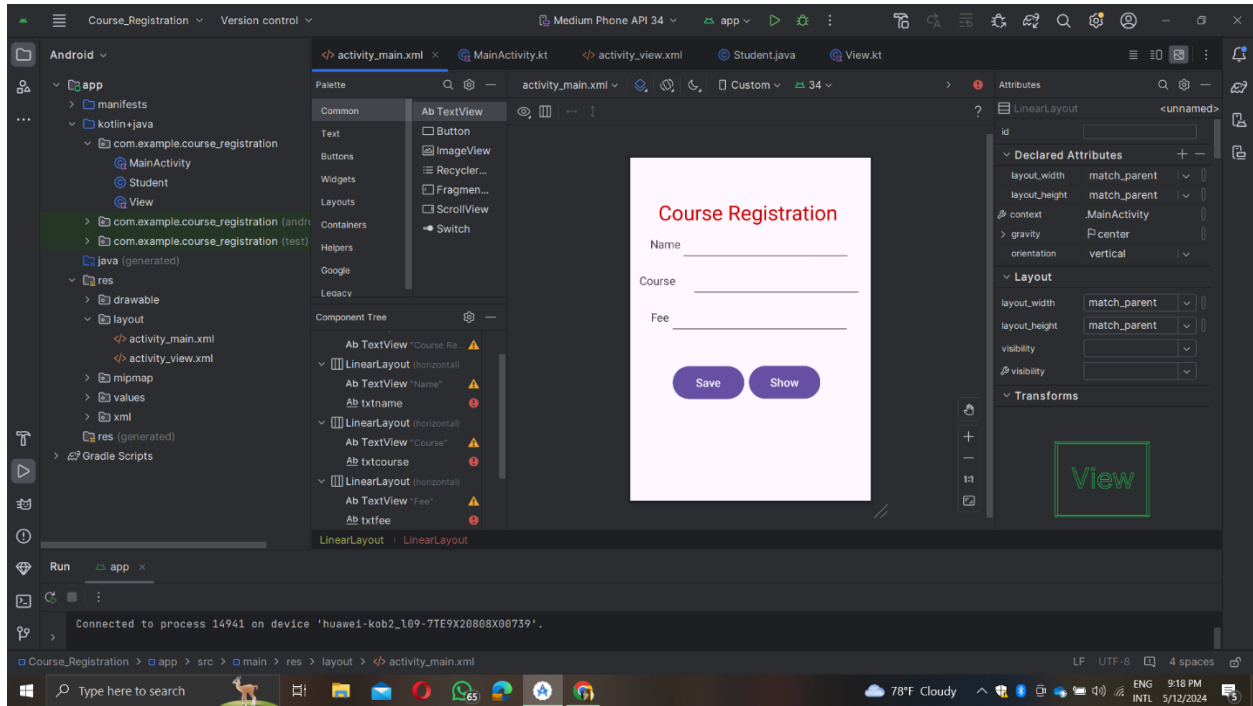 Course_Registration
Version control
Medium Phone API 34
app
Android
activity_main.xml
MainActivity.kt
activity_view.xml
Student.java
View.kt
app
manifests
kotlin+java
com.example.course_registration
MainActivity
Student
View
com.example.course_registration (andro
com.example.course_registration (test)
java (generated)
res
drawable
layout
activity_main.xml
activity_view.xml
mipmap
values
xml
res (generated)
Gradle Scripts
Palette
Common
Text
Buttons
Widgets
Layouts
Containers
Helpers
Google
Legacy
Ab TextView
Button
ImageView
Recycler...
Fragmen...
ScrollView
Switch
Component Tree
Ab TextView "Course Re...
LinearLayout (horizontal)
Ab TextView "Name"
Ab txtname
LinearLayout (horizontal)
Ab TextView "Course"
Ab txtcourse
LinearLayout (horizontal)
Ab TextView "Fee"
Ab txtfee
LinearLayout > LinearLayout
activity_main.xml
Custom
34
?
Course Registration
Name
Course
Fee
Save Show
1:1
Attributes
LinearLayout <unnamed>
id
Declared Attributes
layout_width match_parent
layout_height match_parent
context .MainActivity
gravity center
orientation vertical
Layout
layout_width match_parent
layout_height match_parent
visibility
visibility
Transforms
View
Run app
Connected to process 14941 on device 'huawei-kob2_l09-7TE9X20808X00739'.
Course_Registration > app > src > main > res > layout > activity_main.xml
LF UTF-8 4 spaces
Type here to search
65
78°F Cloudy
ENG
INTL
9:18 PM
5/12/2024
5